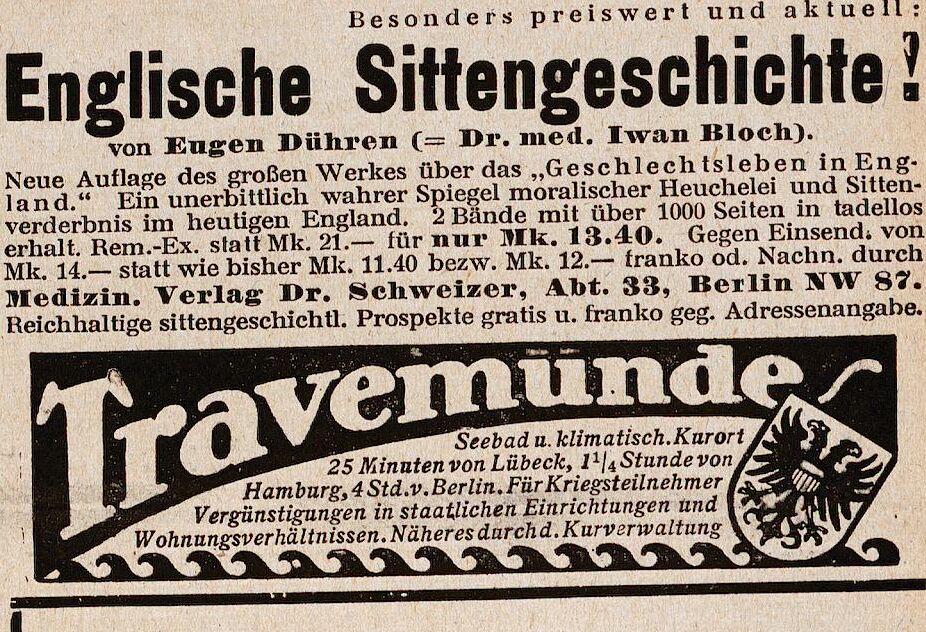 Besonders preiswert und aktuell:
Englische Sittengeschichte!
von Eugen Dühren (= Dr. med. Iwan Bloch).
Neue Auflage des großen Werkes über das „Geschlechtsleben in Eng-
land.“ Ein unerbittlich wahrer Spiegel moralischer Heuchelei und Sitten-
verderbnis im heutigen England. 2 Bände mit über 1000 Seiten in tadellos
erhalt. Rem.-Ex. statt Mk. 21.— für nur Mk. 13.40. Gegen Einsend. von
Mk. 14.— statt wie bisher Mk. 11.40 bezw. Mk. 12.— franko od. Nachn. durch
Medizin. Verlag Dr. Schweizer, Abt. 33, Berlin NW 87.
Reichhaltige sittengeschichtl. Prospekte gratis u. franko geg. Adressenangabe.
Travemünde
Seebad u. klimatisch. Kurort
25 Minuten von Lübeck, 1 1/4 Stunde von
Hamburg, 4 Std. v. Berlin. Für Kriegsteilnehmer
Vergünstigungen in staatlichen Einrichtungen und
Wohnungsverhältnissen. Näheres durch d. Kurverwaltung